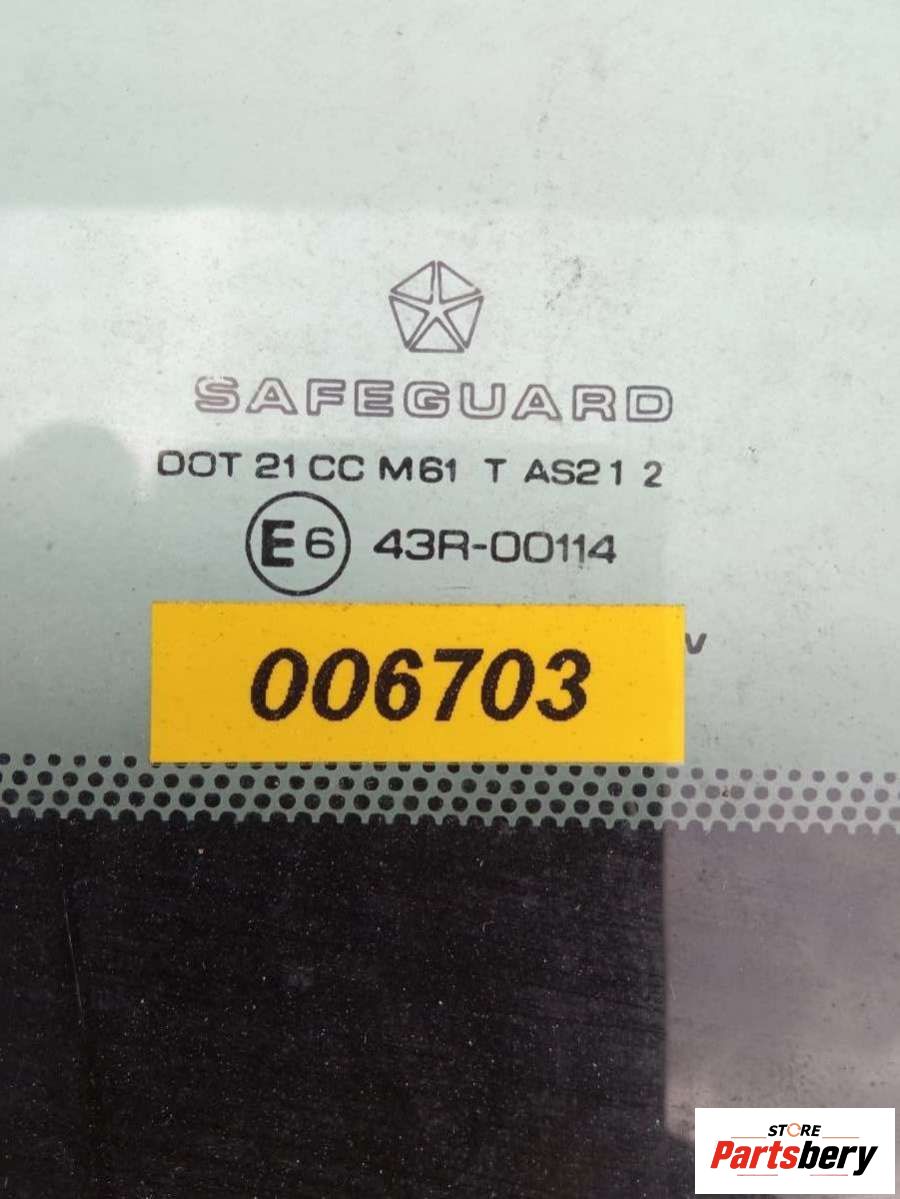 SAFEGUARD
DOT 21 CC M61 T AS2 1 2
E6 43R-00114
V
006703
STORE
Partsbery